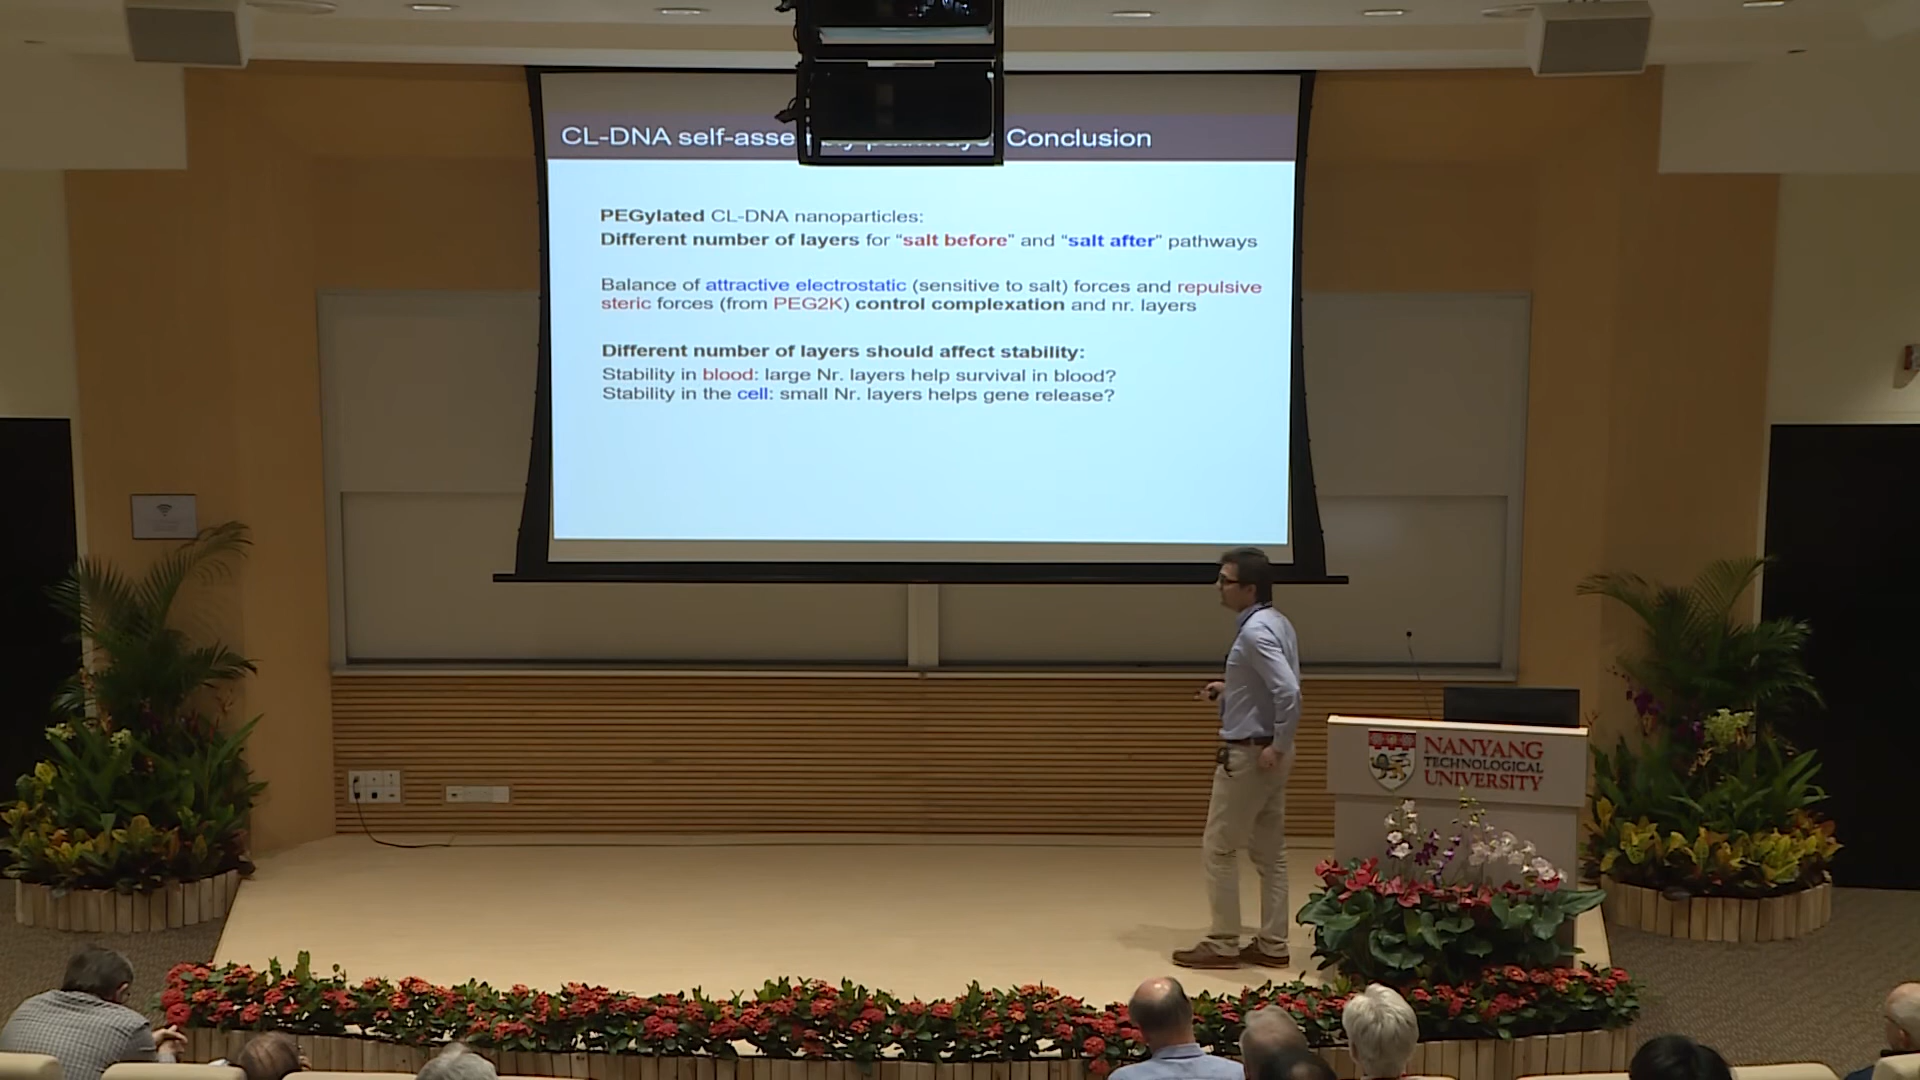 CL-DNA self-assembly pathways: Conclusion
PEGylated CL-DNA nanoparticles:
Different number of layers for "salt before" and "salt after" pathways
Balance of attractive electrostatic (sensitive to salt) forces and repulsive
steric forces (from PEG2K) control complexation and nr. layers
Different number of layers should affect stability:
Stability in blood: large Nr. layers help survival in blood?
Stability in the cell: small Nr. layers helps gene release?
NANYANG
TECHNOLOGICAL
UNIVERSITY